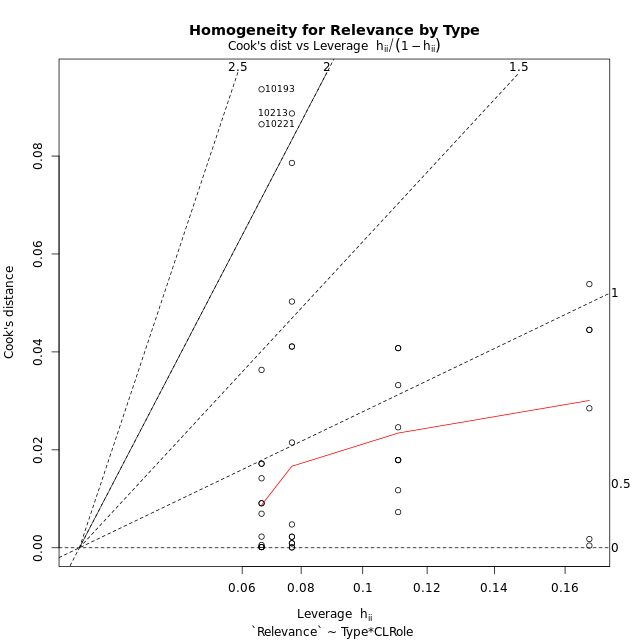 Homogeneity for Relevance by Type
Cook's dist vs Leverage hii/(1−hii)
2.5
2
1.5
10193
10213
10221
1
0.5
0
Cook's distance
0.08
0.06
0.04
0.02
0.00
0.06 0.08 0.1 0.12 0.14 0.16
Leverage hii
`Relevance` ~ Type*CLRole